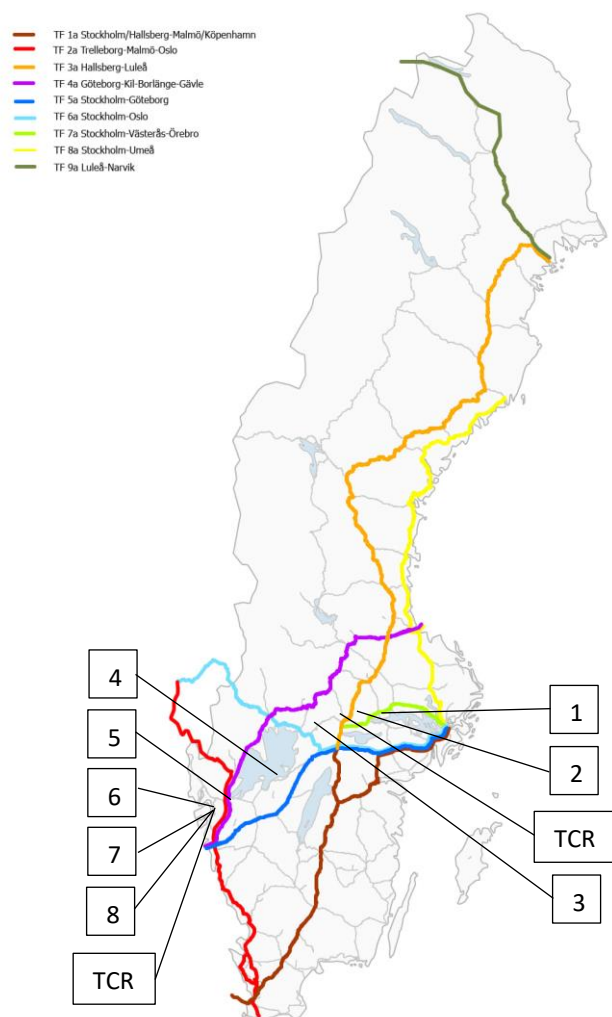 TF 1a Stockholm/Hallsberg-Malmö/Köpenhamn
TF 2a Trelleborg-Malmö-Oslo
TF 3a Hallsberg-Luleå
TF 4a Göteborg-Kil-Borlänge-Gävle
TF 5a Stockholm-Göteborg
TF 6a Stockholm-Oslo
TF 7a Stockholm-Västerås-Örebro
TF 8a Stockholm-Umeå
TF 9a Luleå-Narvik
4
1
5
2
6
7
TCR
8
3
TCR